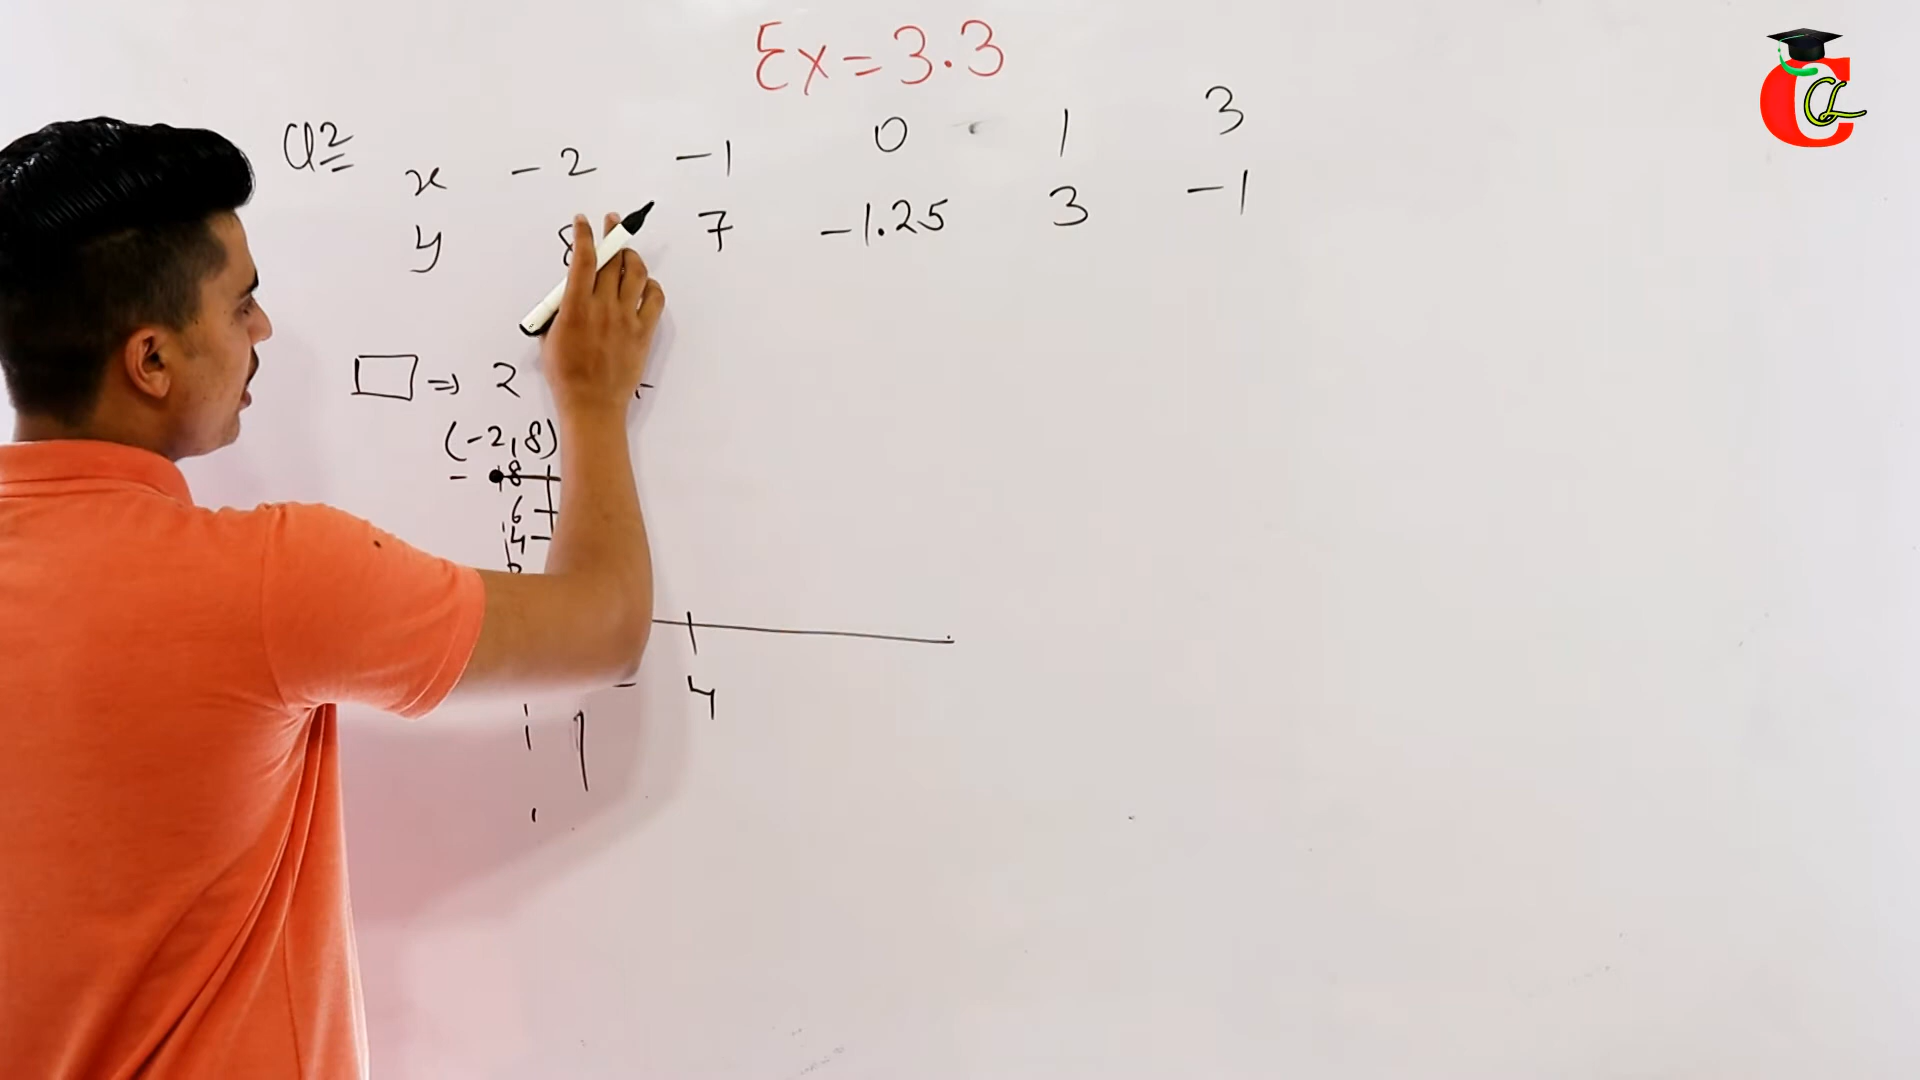 Ex = 3.3
Q2
x -2 -1 0 1 3
y 8 7 -1.25 3 -1
⇒ 2
(-2, 8)
8
6
4
4
CL